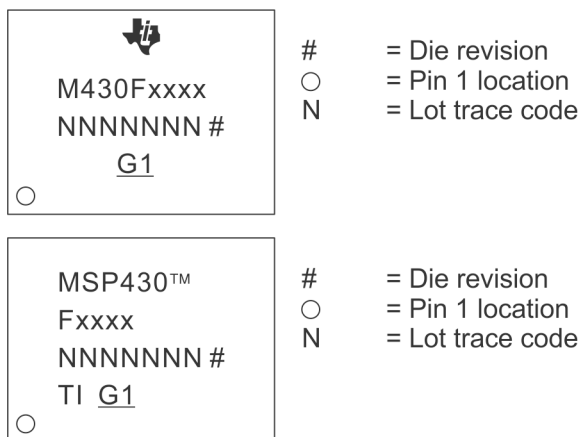 M430Fxxxx
NNNNNNN #
G1
# = Die revision
○ = Pin 1 location
N = Lot trace code
MSP430™
Fxxxx
NNNNNNN #
TI G1
# = Die revision
○ = Pin 1 location
N = Lot trace code